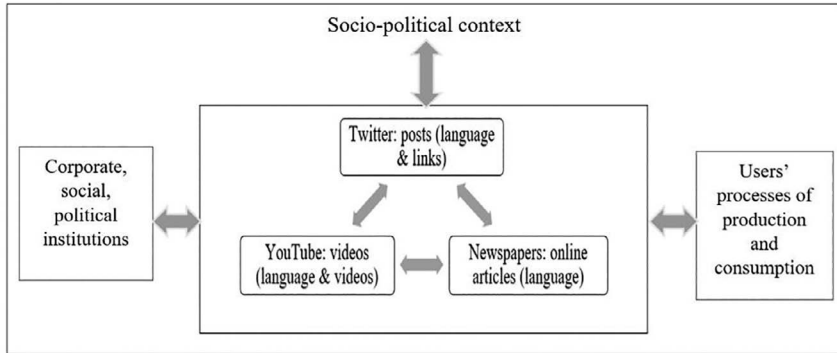 Socio-political context
Twitter: posts (language
& links)
Corporate,
social,
political
institutions
Users'
processes of
production
and
consumption
YouTube: videos
(language & videos)
Newspapers: online
articles (language)